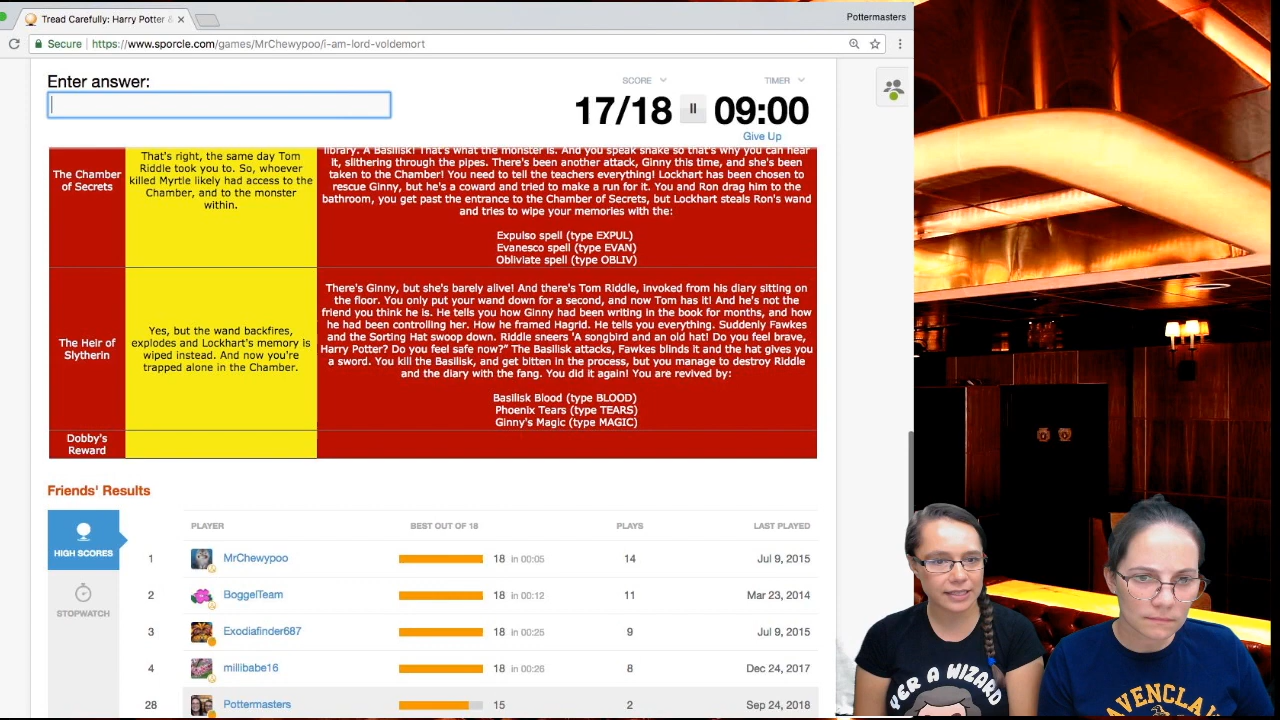 Tread Carefully: Harry Potter &
Pottermasters
Secure
https://www.sporcle.com/games/MrChewypoo/i-am-lord-voldemort
Enter answer:
SCORE
TIMER
17/18
09:00
Give Up
The Chamber
of Secrets
That's right, the same day Tom
Riddle took you to. So, whoever
killed Myrtle likely had access to the
Chamber, and to the monster
within.
library. A Basilisk! That's what the monster is. And you speak snake so that's why you can hear
it, slithering through the pipes. There's been another attack, Ginny this time, and she's been
taken to the Chamber! You need to tell the teachers everything! Lockhart has been chosen to
rescue Ginny, but he's a coward and tried to make a run for it. You and Ron drag him to the
bathroom, you get past the entrance to the Chamber of Secrets, but Lockhart steals Ron's wand
and tries to wipe your memories with the:
Expulso spell (type EXPUL)
Evanesco spell (type EVAN)
Obliviate spell (type OBLIV)
The Heir of
Slytherin
Yes, but the wand backfires,
explodes and Lockhart's memory is
wiped instead. And now you're
trapped alone in the Chamber.
There's Ginny, but she's barely alive! And there's Tom Riddle, invoked from his diary sitting on
the floor. You only put your wand down for a second, and now Tom has it! And he's not the
friend you think he is. He tells you how Ginny had been writing in the book for months, and how
he had been controlling her. How he framed Hagrid. He tells you everything. Suddenly Fawkes
and the Sorting Hat swoop down. Riddle sneers 'A songbird and an old hat! Do you feel brave,
Harry Potter? Do you feel safe now?" The Basilisk attacks, Fawkes blinds it and the hat gives you
a sword. You kill the Basilisk, and get bitten in the process, but you manage to destroy Riddle
and the diary with the fang. You did it again! You are revived by:
Basilisk Blood (type BLOOD)
Phoenix Tears (type TEARS)
Ginny's Magic (type MAGIC)
Dobby's
Reward
Friends' Results
HIGH SCORES
STOPWATCH
PLAYER
BEST OUT OF 18
PLAYS
LAST PLAYED
1 MrChewypoo 18 in 00:05 14 Jul 9, 2015
2 BoggelTeam 18 in 00:12 11 Mar 23, 2014
3 Exodiafinder687 18 in 00:25 9 Jul 9, 2015
4 millibabe16 18 in 00:26 8 Dec 24, 2017
28 Pottermasters 15 2 Sep 24, 2018
YER A WIZARD
RAVENCLAW